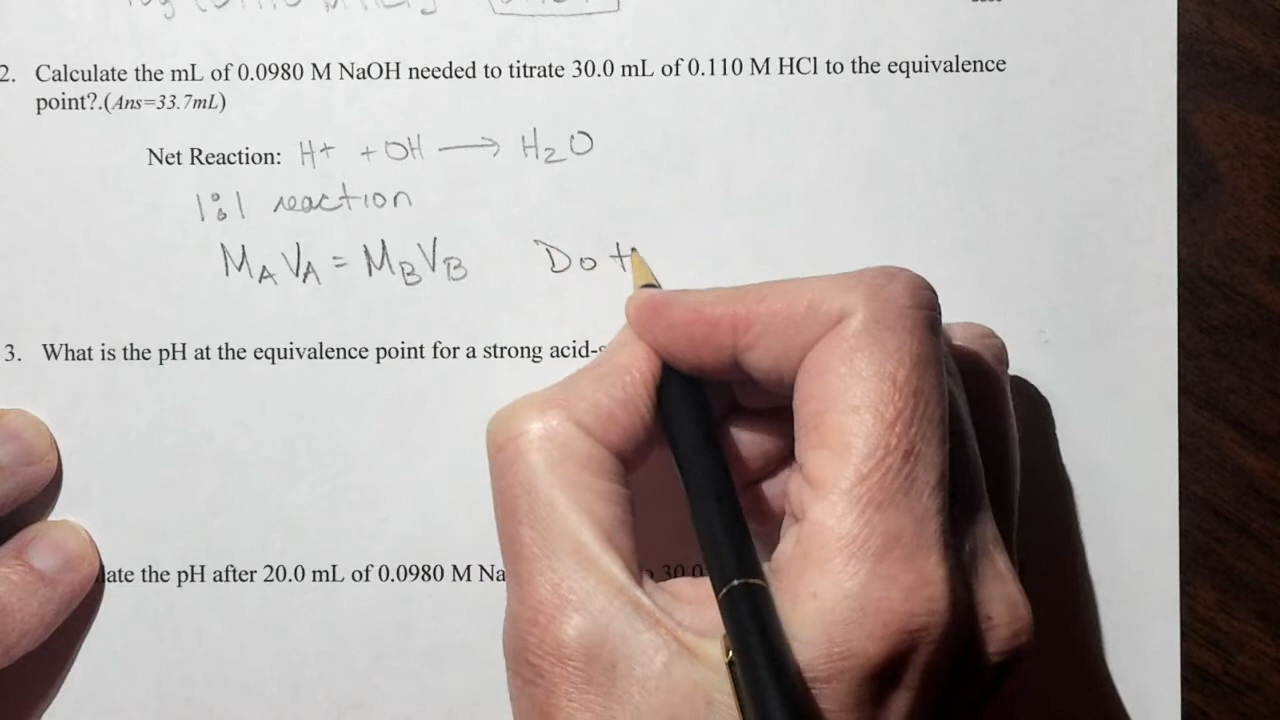 2. Calculate the mL of 0.0980 M NaOH needed to titrate 30.0 mL of 0.110 M HCl to the equivalence
point?.(Ans=33.7mL)
Net Reaction: H+ + OH → H2O
1:1 reaction
MAVA = MBVB Do t
3. What is the pH at the equivalence point for a strong acid-
ate the pH after 20.0 mL of 0.0980 M Na 30.0